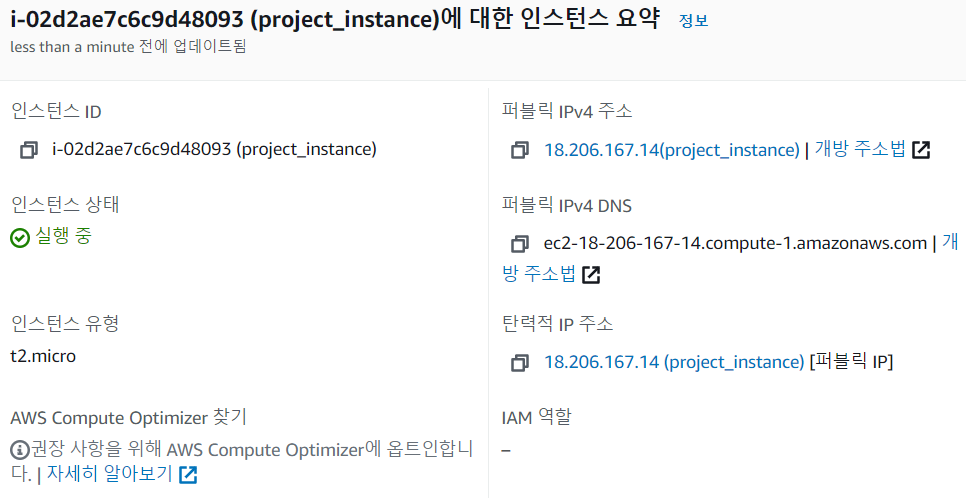 i-02d2ae7c6c9d48093 (project_instance)에 대한 인스턴스 요약 정보
less than a minute 전에 업데이트됨
인스턴스 ID
i-02d2ae7c6c9d48093 (project_instance)
인스턴스 상태
실행 중
인스턴스 유형
t2.micro
AWS Compute Optimizer 찾기
권장 사항을 위해 AWS Compute Optimizer에 옵트인합니
다. | 자세히 알아보기
퍼블릭 IPv4 주소
18.206.167.14(project_instance) | 개방 주소법
퍼블릭 IPv4 DNS
ec2-18-206-167-14.compute-1.amazonaws.com | 개
방 주소법
탄력적 IP 주소
18.206.167.14 (project_instance) [퍼블릭 IP]
IAM 역할
–